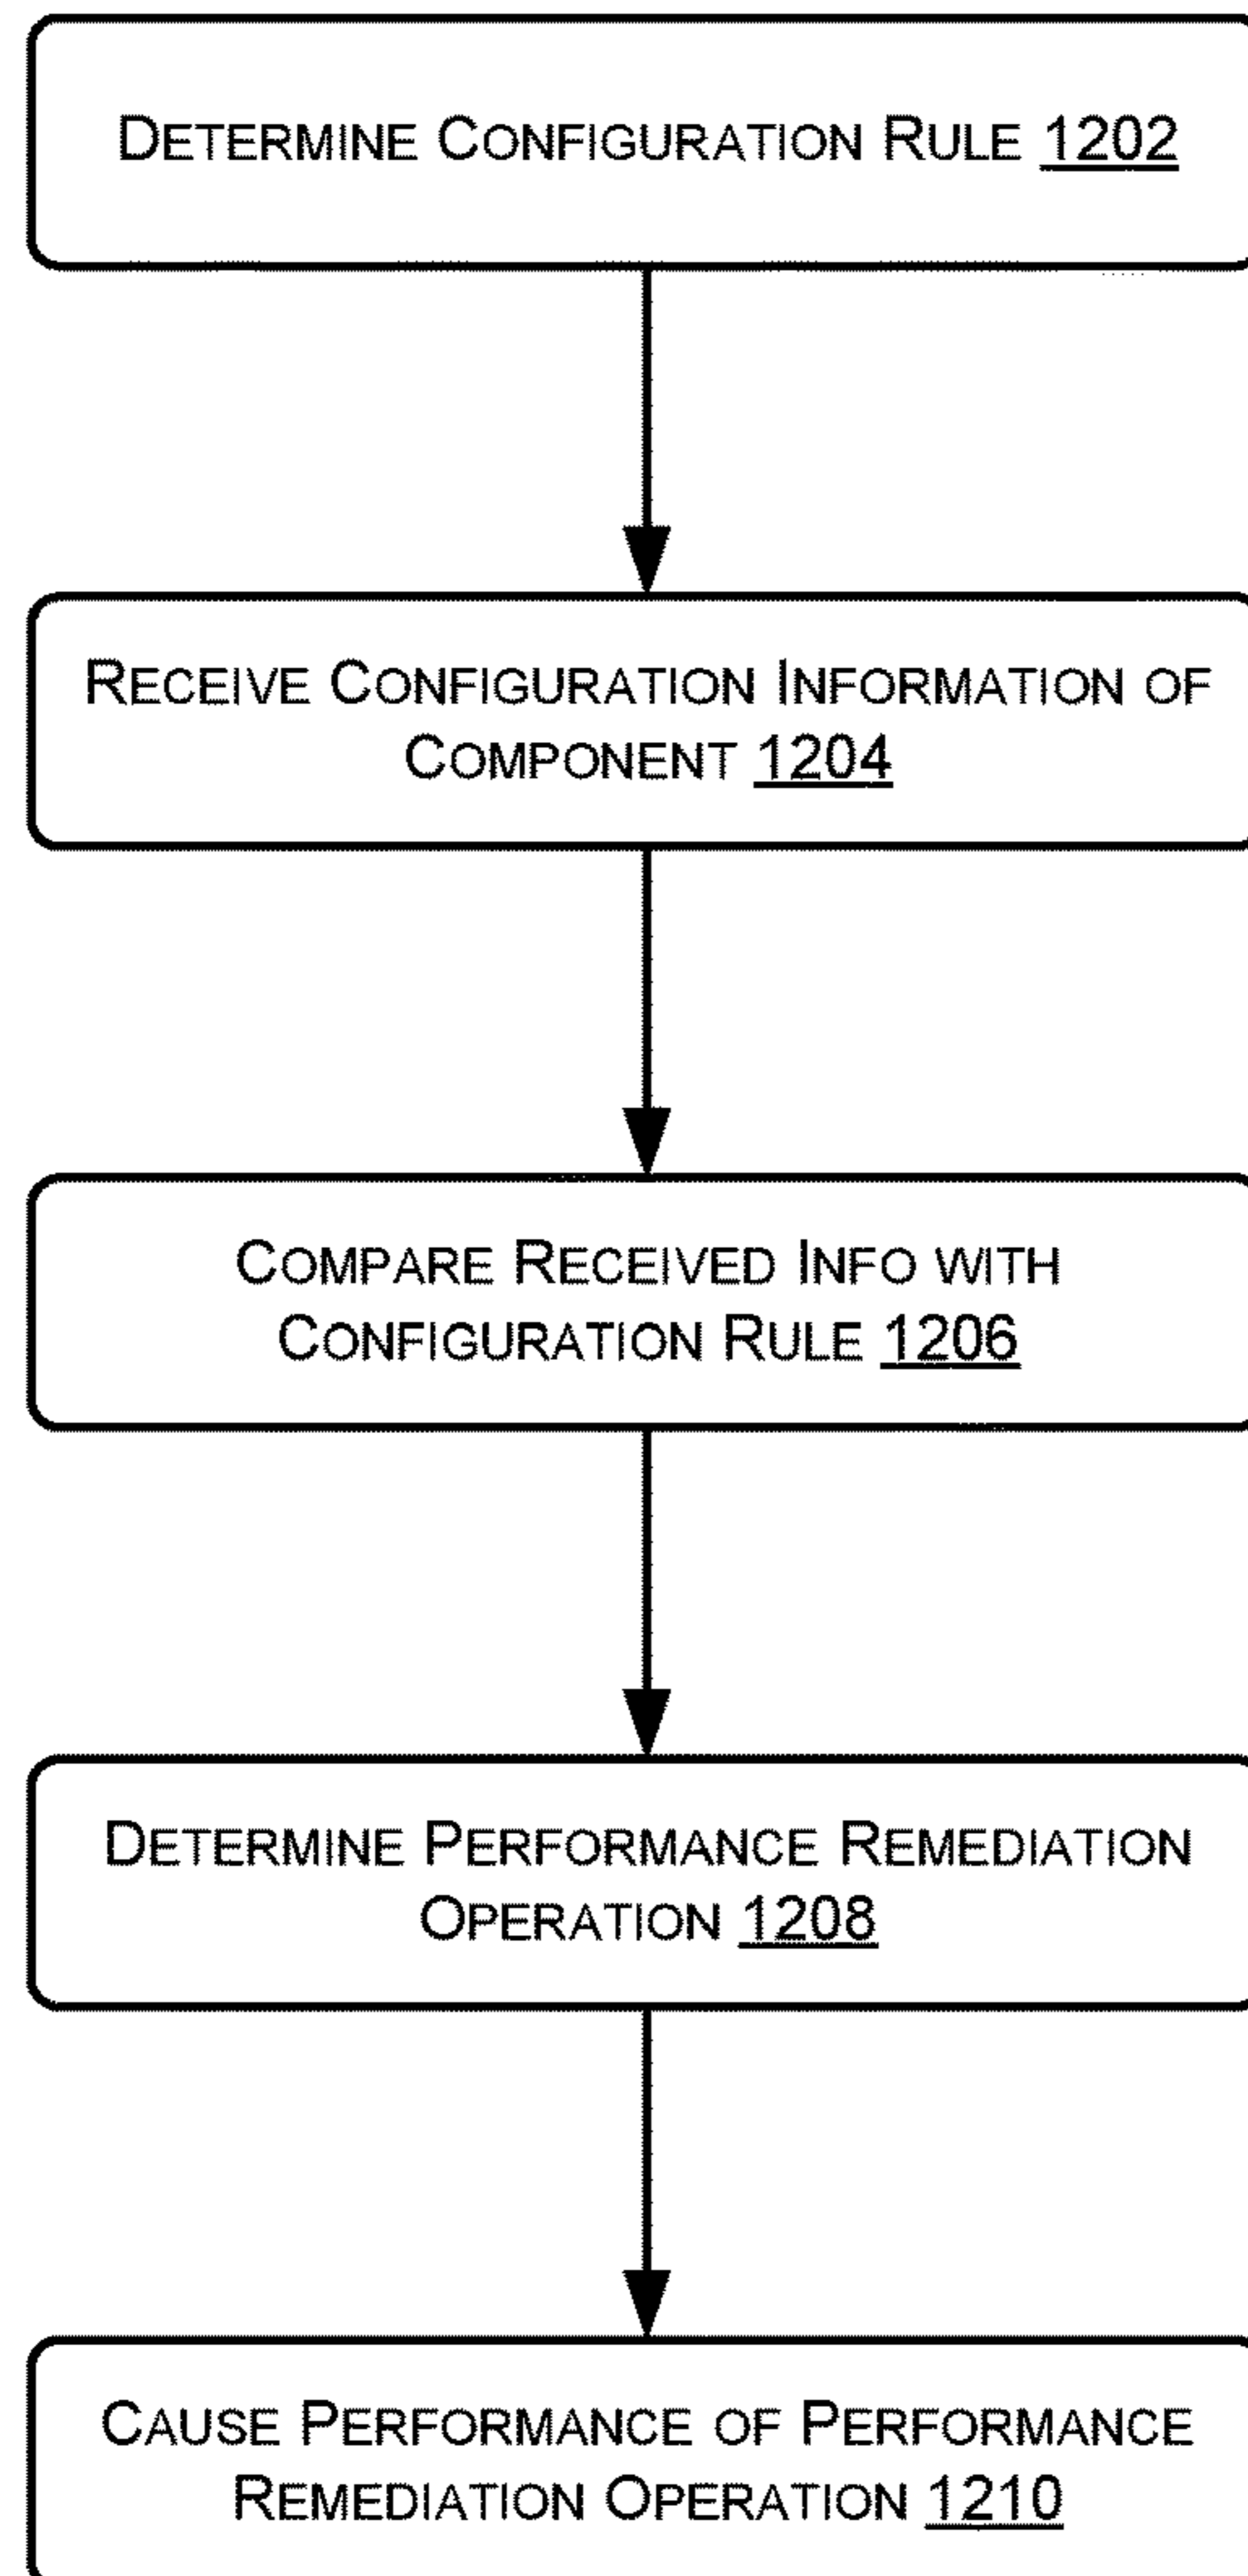 DETERMINE CONFIGURATION RULE 1202
RECEIVE CONFIGURATION INFORMATION OF
COMPONENT 1204
COMPARE RECEIVED INFO WITH
CONFIGURATION RULE 1206
DETERMINE PERFORMANCE REMEDIATION
OPERATION 1208
CAUSE PERFORMANCE OF PERFORMANCE
REMEDIATION OPERATION 1210